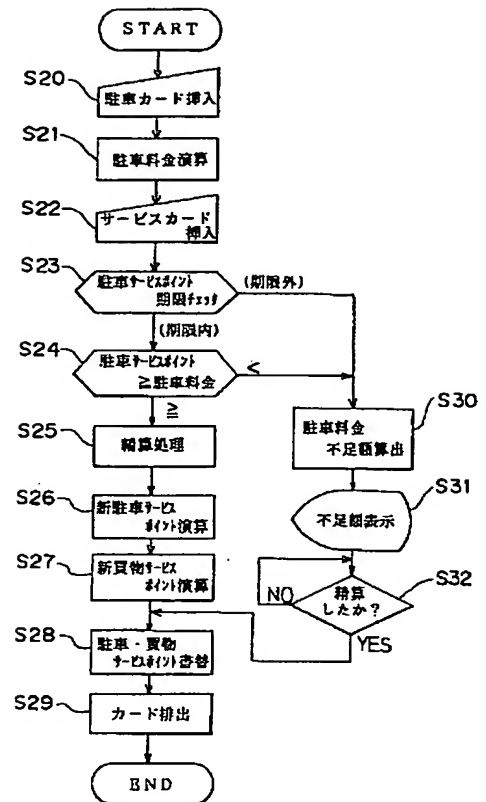 START
S20
駐車カード挿入
S21
駐車料金演算
S22
サービスカード
挿入
S23
駐車サービスポイント
期限チェック
(期限外)
(期限内)
S24
駐車サービスポイント
≧駐車料金
<
≧
S25
精算処理
S26
新駐車サービス
ポイント演算
S27
新買物サービス
ポイント演算
S28
駐車・買物
サービスポイント書替
S29
カード排出
END
S30
駐車料金
不足額算出
S31
不足額表示
S32
精算
したか?
NO
YES